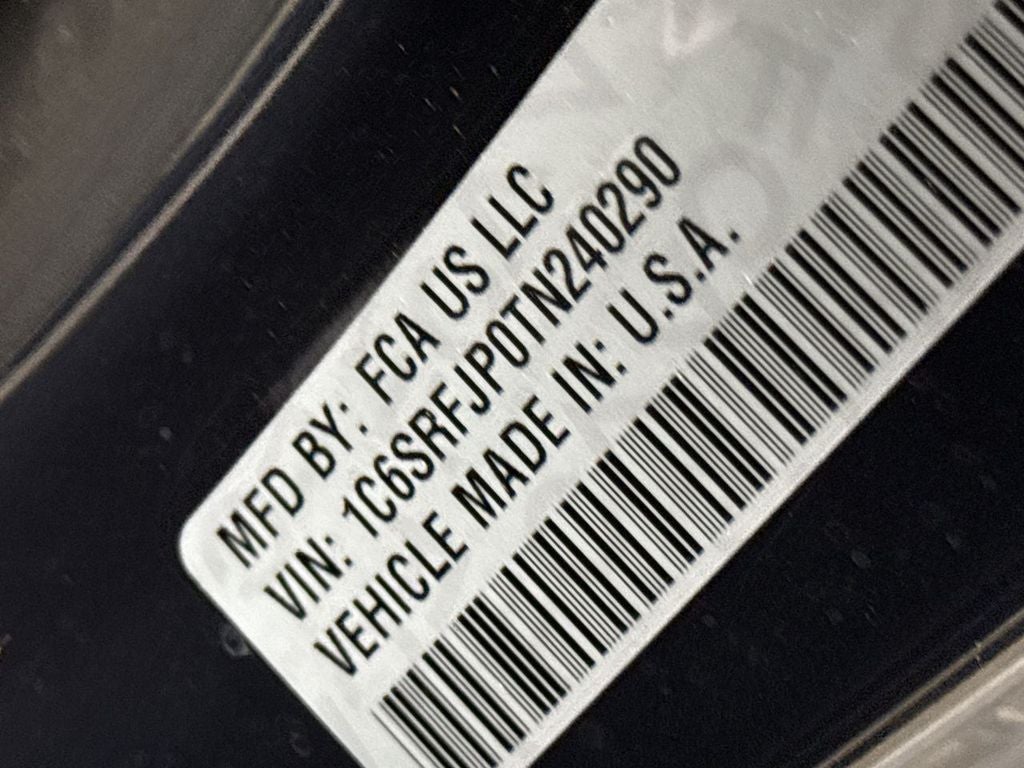 MFD BY: FCA US LLC
VIN: 1C6SRFJP0TN240290
VEHICLE MADE IN: U.S.A.